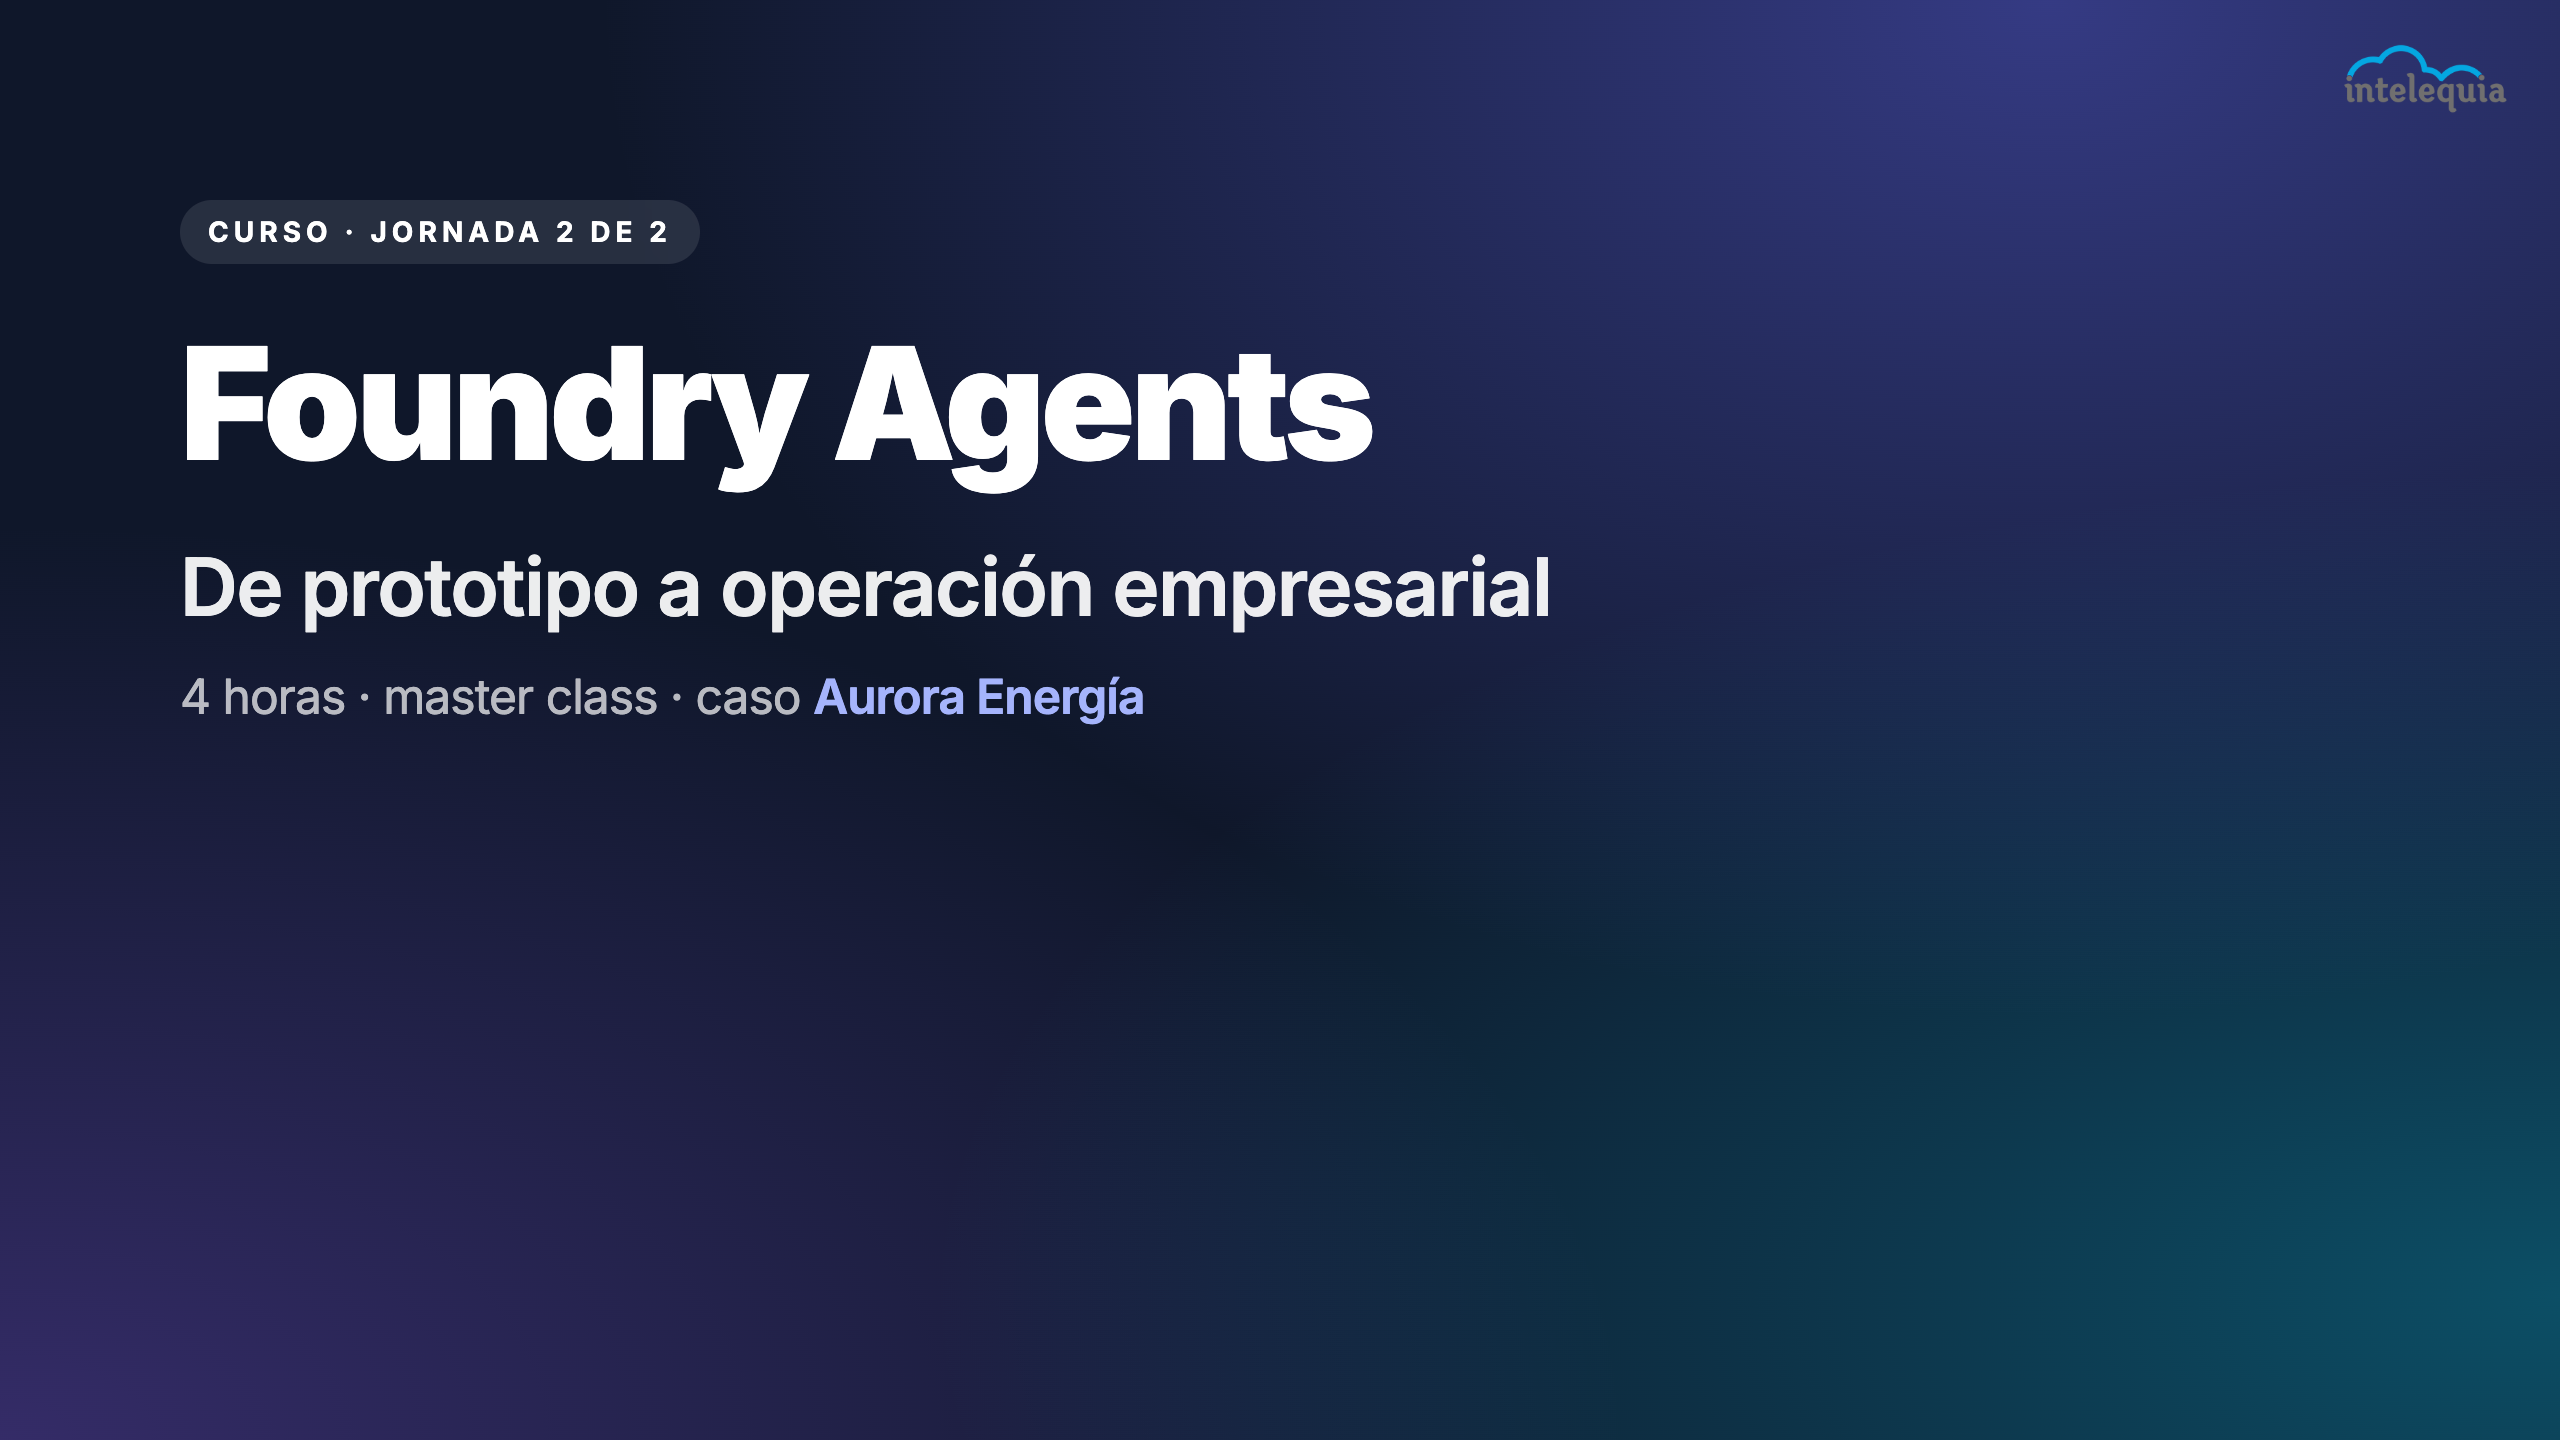 intelequia
CURSO · JORNADA 2 DE 2
Foundry Agents
De prototipo a operación empresarial
4 horas · master class · caso Aurora Energía